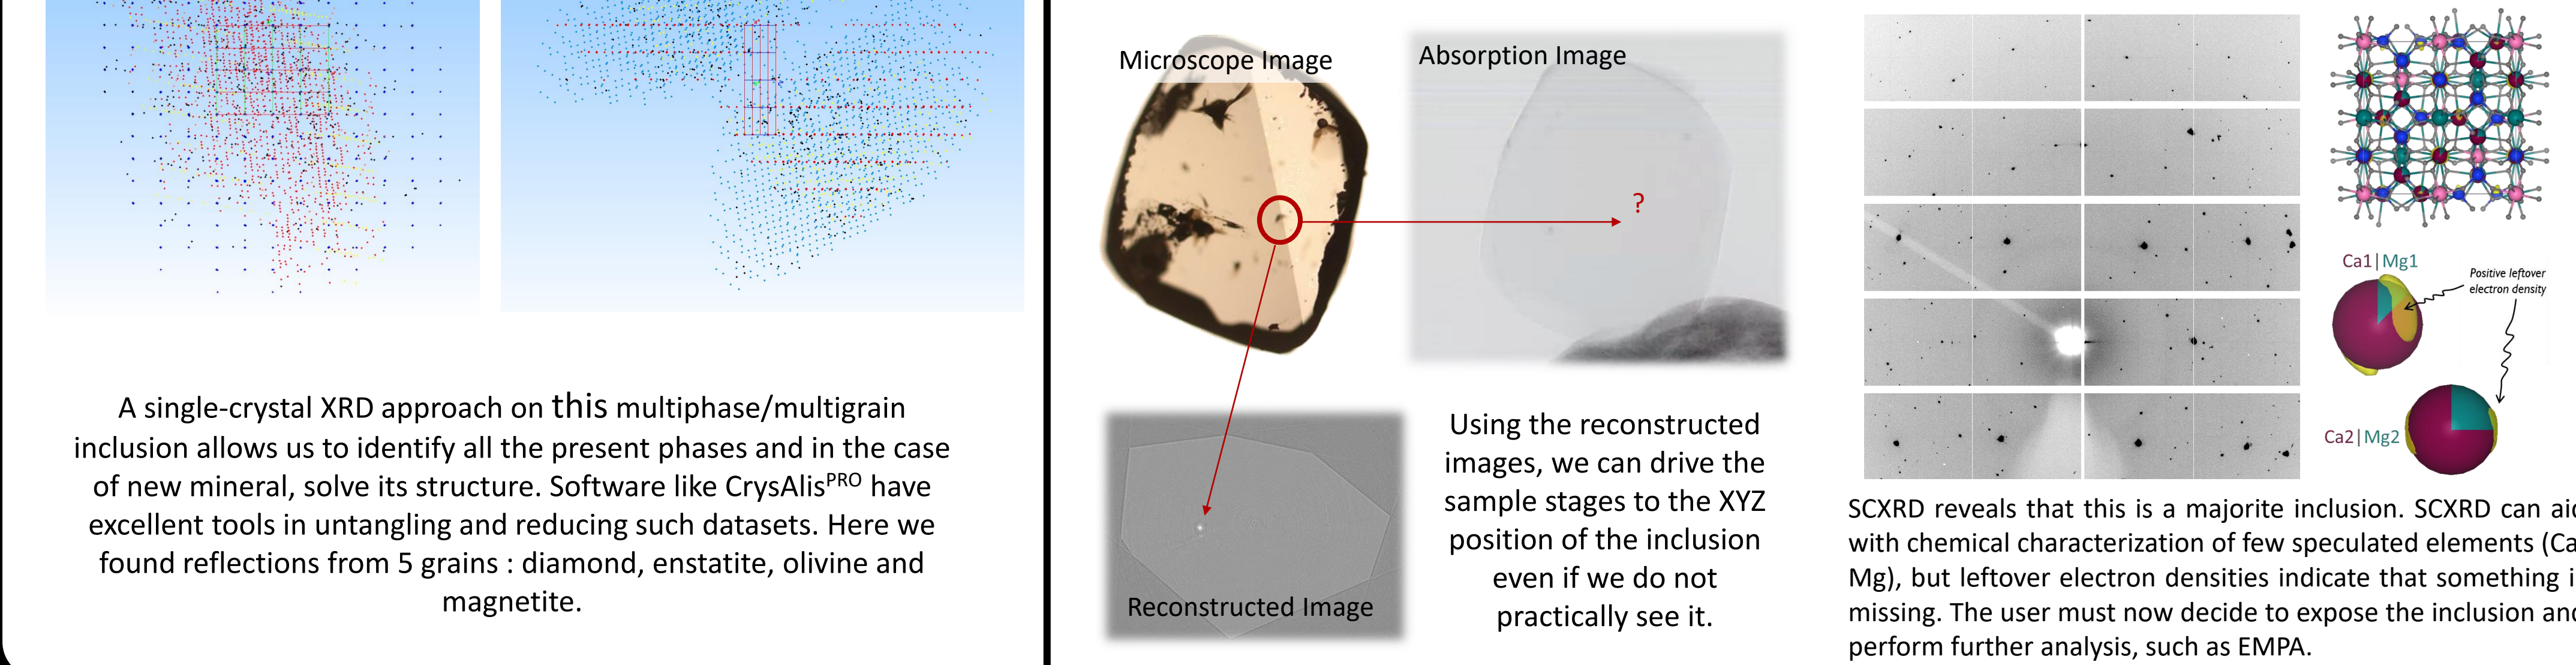 A single-crystal XRD approach on this multiphase/multigrain
inclusion allows us to identify all the present phases and in the case
of new mineral, solve its structure. Software like CrysAlisPRO have
excellent tools in untangling and reducing such datasets. Here we
found reflections from 5 grains : diamond, enstatite, olivine and
magnetite.
Microscope Image
Absorption Image
?
Reconstructed Image
Using the reconstructed
images, we can drive the
sample stages to the XYZ
position of the inclusion
even if we do not
practically see it.
Ca1|Mg1
Positive leftover
electron density
Ca2|Mg2
SCXRD reveals that this is a majorite inclusion. SCXRD can aid
with chemical characterization of few speculated elements (Ca
Mg), but leftover electron densities indicate that something i
missing. The user must now decide to expose the inclusion and
perform further analysis, such as EMPA.